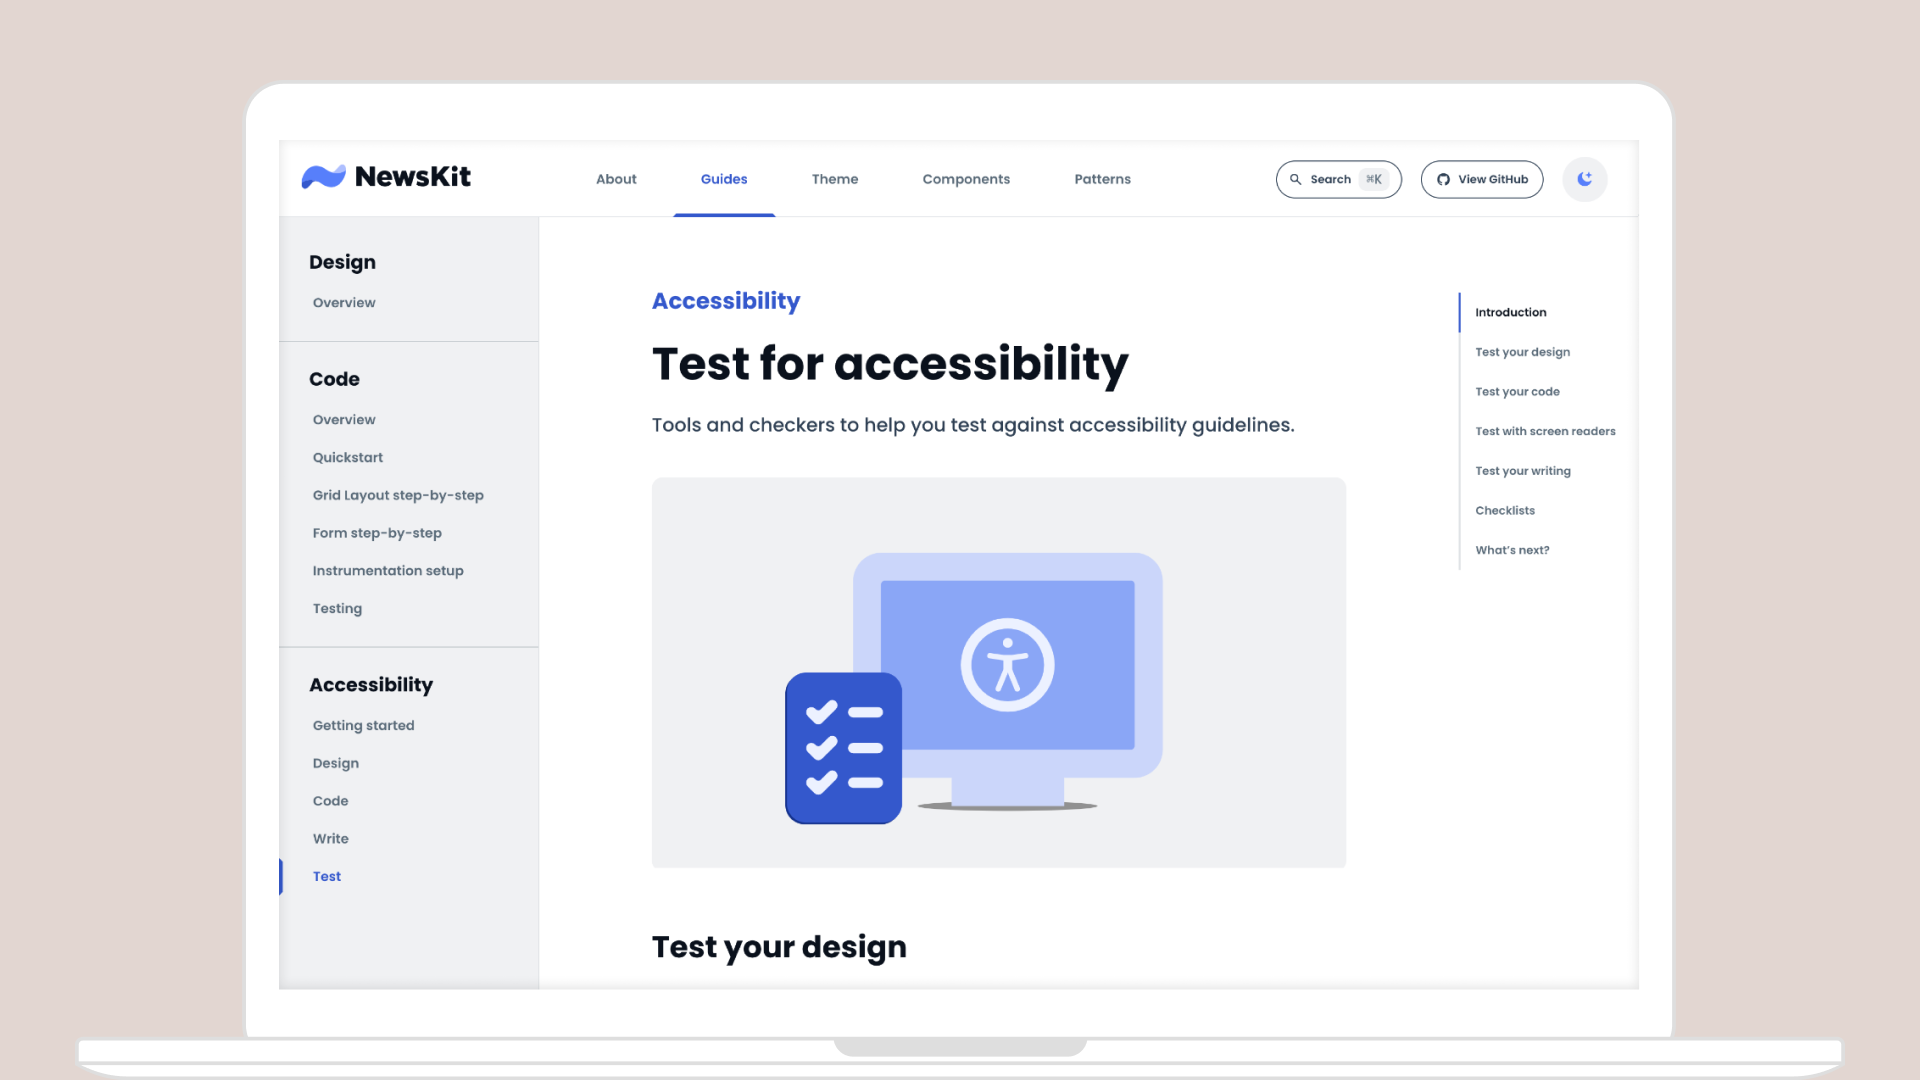 NewsKit
About
Guides
Theme
Components
Patterns
Search ⌘K
View GitHub
Design
Overview
Code
Overview
Quickstart
Grid Layout step-by-step
Form step-by-step
Instrumentation setup
Testing
Accessibility
Getting started
Design
Code
Write
Test
Accessibility
Test for accessibility
Tools and checkers to help you test against accessibility guidelines.
Test your design
Introduction
Test your design
Test your code
Test with screen readers
Test your writing
Checklists
What's next?